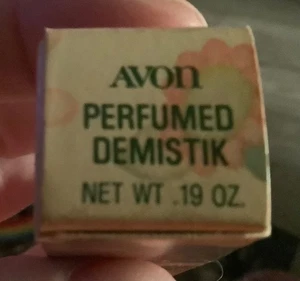 AVON
PERFUMED
DEMISTIK
NET WT .19 OZ.